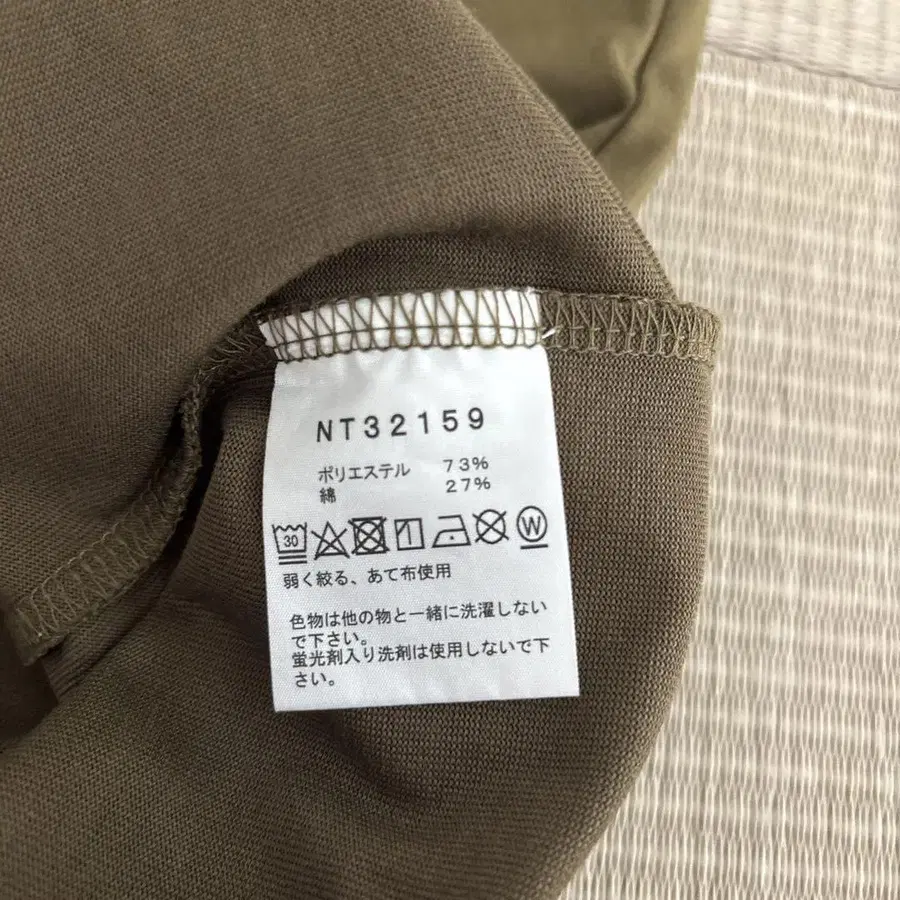 NT32159
ポリエステル 73%
綿 27%
30 W
弱く絞る、あて布使用
色物は他の物と一緒に洗濯しない
で下さい。
蛍光剤入り洗剤は使用しないで下
さい。